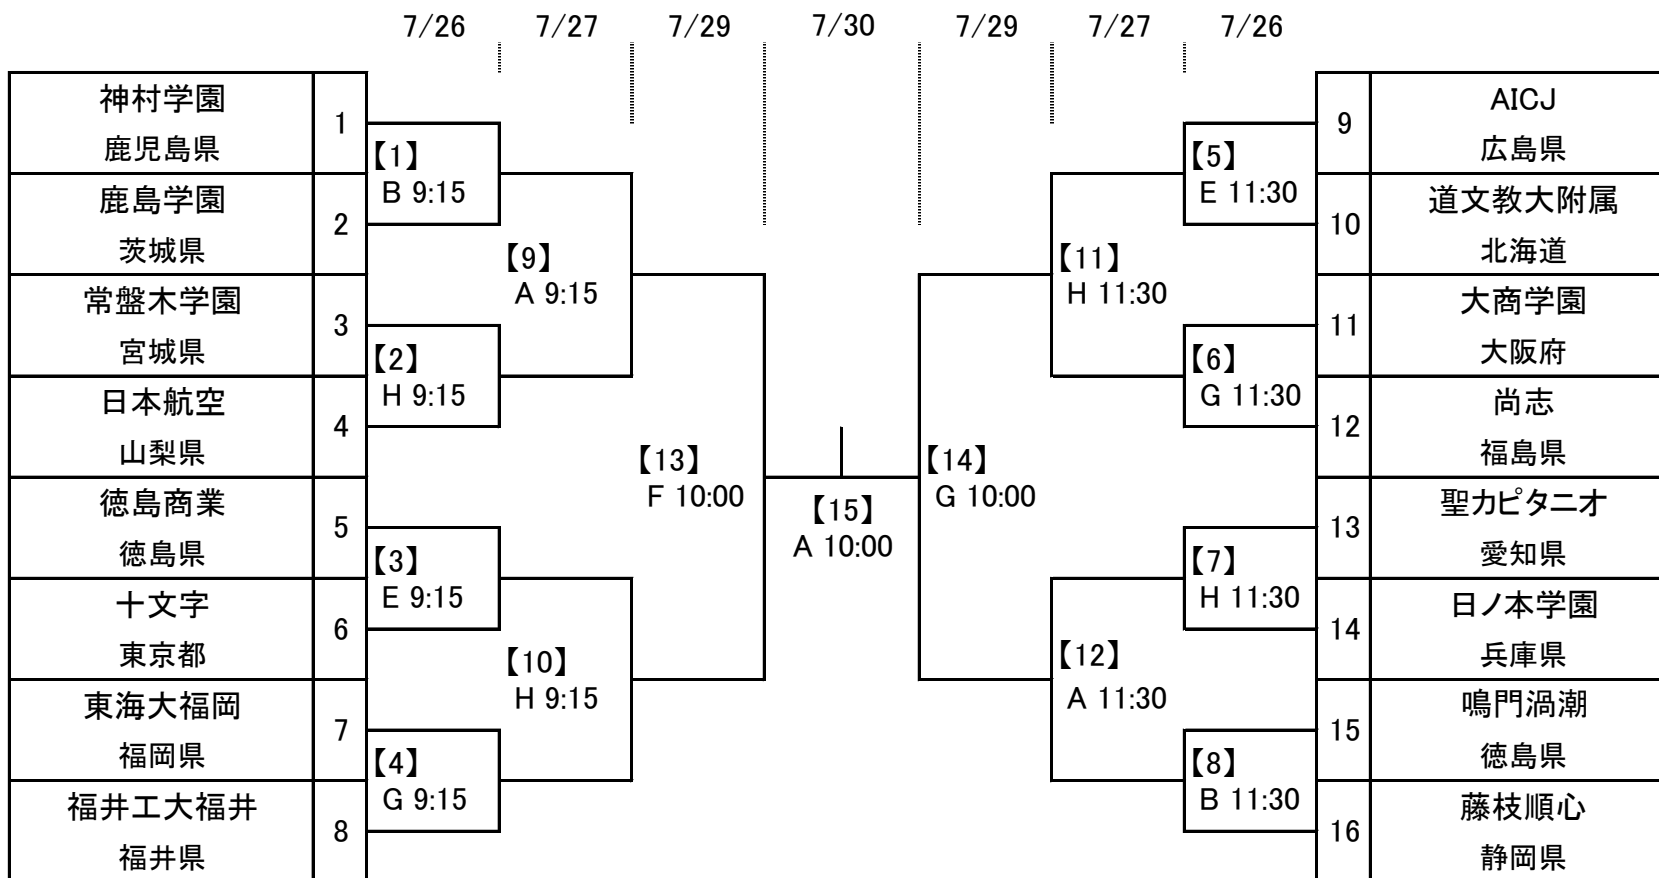 7/26 7/27 7/29 7/30 7/29 7/27 7/26
神村学園
鹿児島県
1
鹿島学園
茨城県
2
常盤木学園
宮城県
3
日本航空
山梨県
4
徳島商業
徳島県
5
十文字
東京都
6
東海大福岡
福岡県
7
福井工大福井
福井県
8
【1】
B 9:15
【2】
H 9:15
【3】
E 9:15
【4】
G 9:15
【9】
A 9:15
【10】
H 9:15
【13】
F 10:00
【15】
A 10:00
【14】
G 10:00
【11】
H 11:30
【12】
A 11:30
【5】
E 11:30
【6】
G 11:30
【7】
H 11:30
【8】
B 11:30
9
AICJ
広島県
10
道文教大附属
北海道
11
大商学園
大阪府
12
尚志
福島県
13
聖カピタニオ
愛知県
14
日ノ本学園
兵庫県
15
鳴門渦潮
徳島県
16
藤枝順心
静岡県